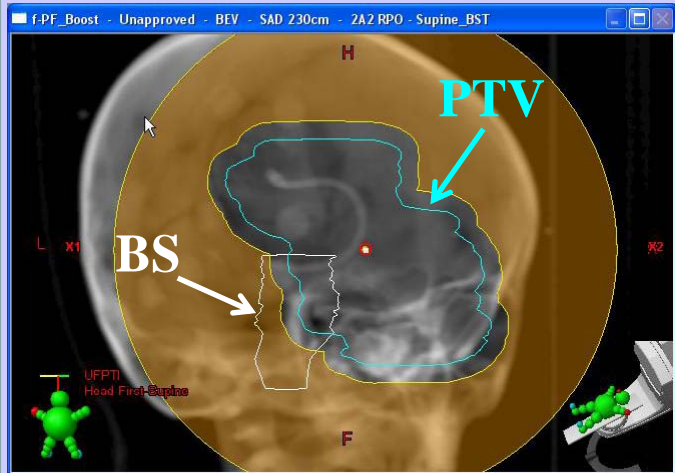 f-PF_Boost - Unapproved - BEV - SAD 230cm - 2A2 RPO - Supine_BST
H
PTV
L X1
X2
BS
UFPTI
Head First-Supine
F